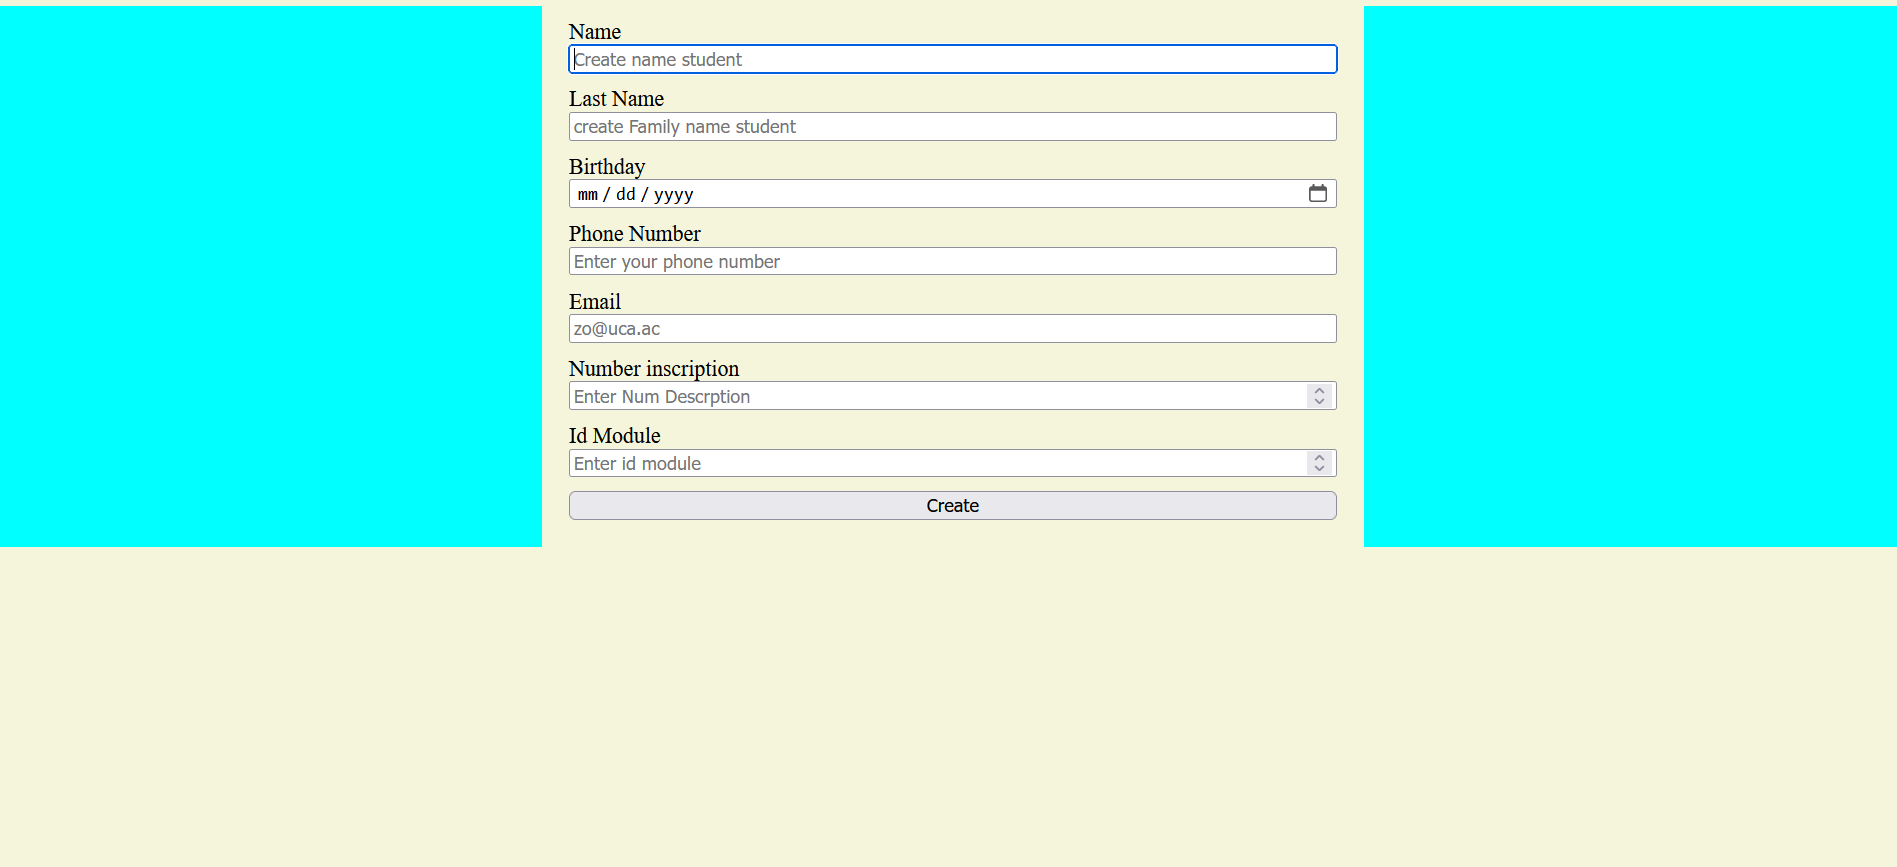 Name
Create name student
Last Name
create Family name student
Birthday
mm / dd / yyyy
Phone Number
Enter your phone number
Email
zo@uca.ac
Number inscription
Enter Num Descrption
Id Module
Enter id module
Create